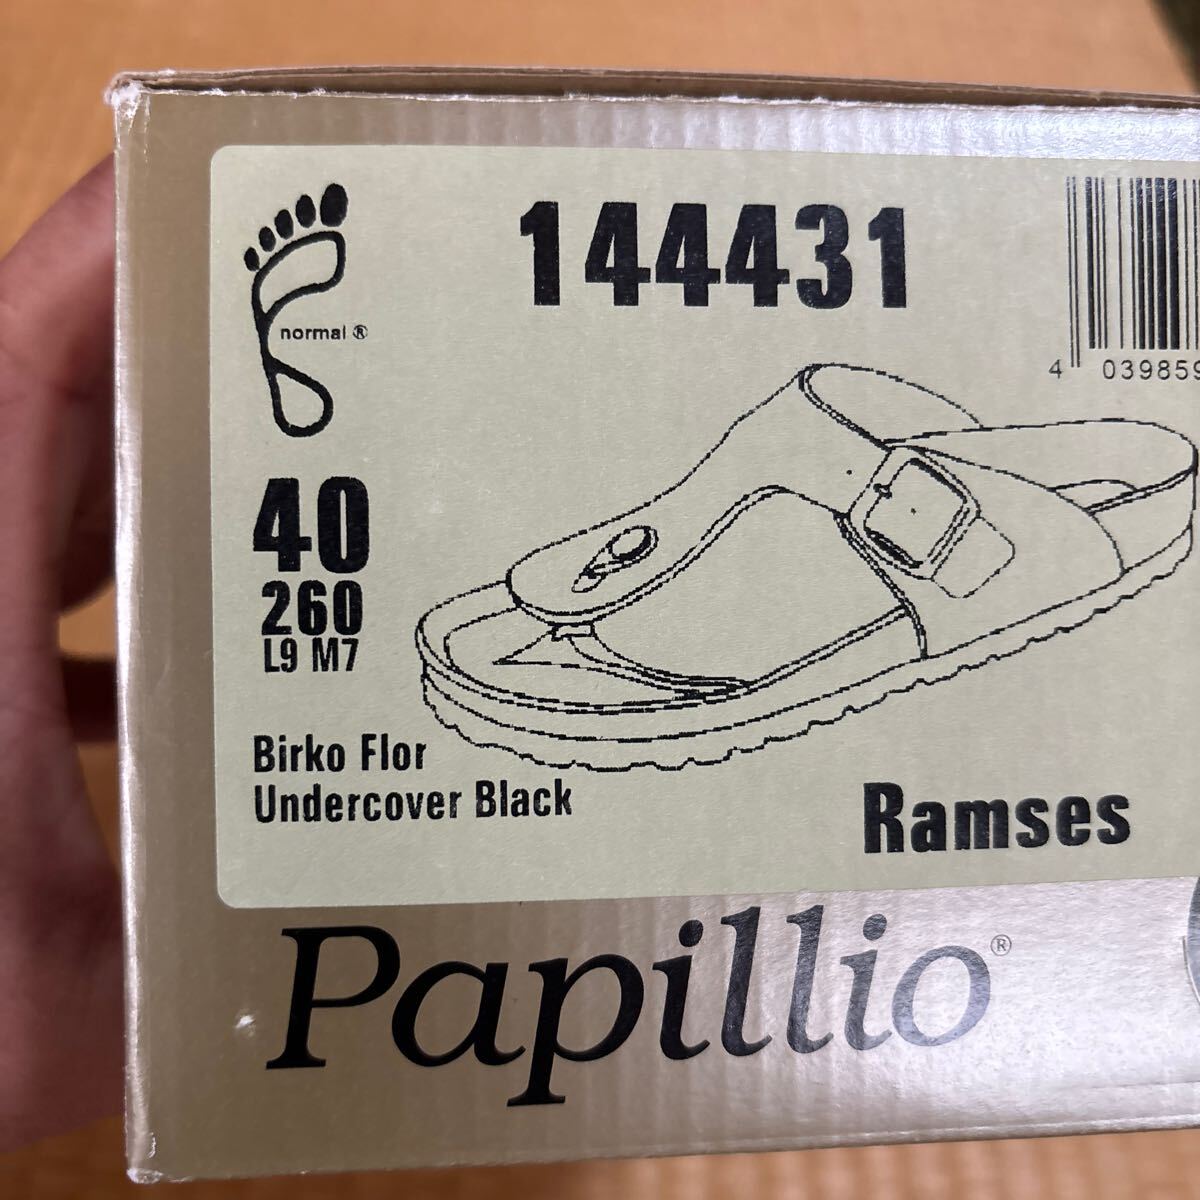 144431
normal ®
4 039859
40
260
L9 M7
Birko Flor
Undercover Black
Ramses
Papillio®